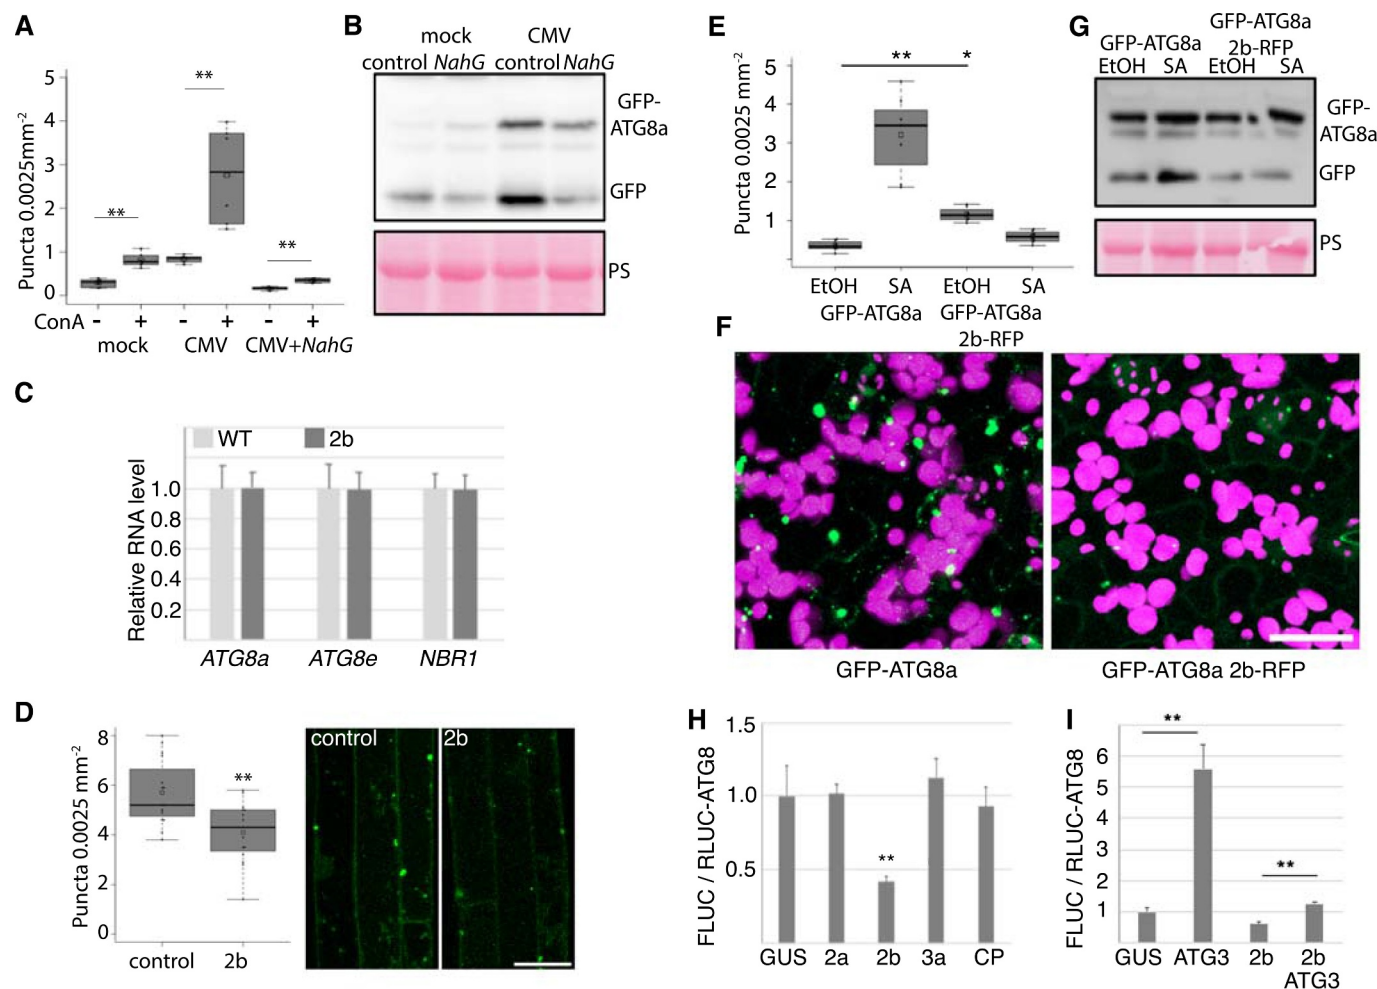 A
Puncta 0.0025mm-2
5
4
3
2
1
0
**
**
**
ConA - + - + - +
mock CMV CMV+NahG
B
mock CMV
control NahG control NahG
GFP-
ATG8a
GFP
PS
C
WT 2b
Relative RNA level
1.0
0.8
0.6
0.4
0.2
ATG8a ATG8e NBR1
D
Puncta 0.0025 mm-2
8
6
4
2
0
**
control 2b
control 2b
E
Puncta 0.0025 mm-2
5
4
3
2
1
** *
EtOH SA EtOH SA
GFP-ATG8a GFP-ATG8a
2b-RFP
F
GFP-ATG8a GFP-ATG8a 2b-RFP
G
GFP-ATG8a
GFP-ATG8a 2b-RFP
EtOH SA EtOH SA
GFP-
ATG8a
GFP
PS
H
FLUC / RLUC-ATG8
1.5
1.0
0.5
**
GUS 2a 2b 3a CP
I
FLUC / RLUC-ATG8
6
5
4
3
2
1
**
**
GUS ATG3 2b 2b
ATG3